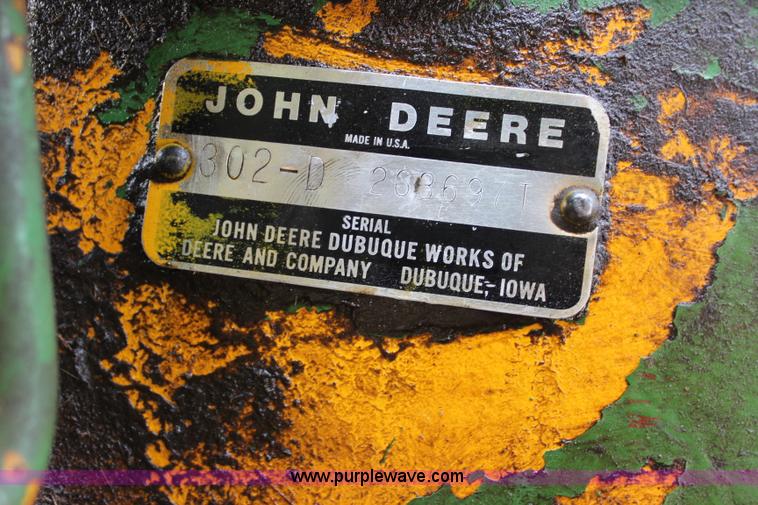 JOHN DEERE
MADE IN U.S.A.
302-D 283697T
SERIAL
JOHN DEERE DUBUQUE WORKS OF
DEERE AND COMPANY DUBUQUE, IOWA
www.purplewave.com